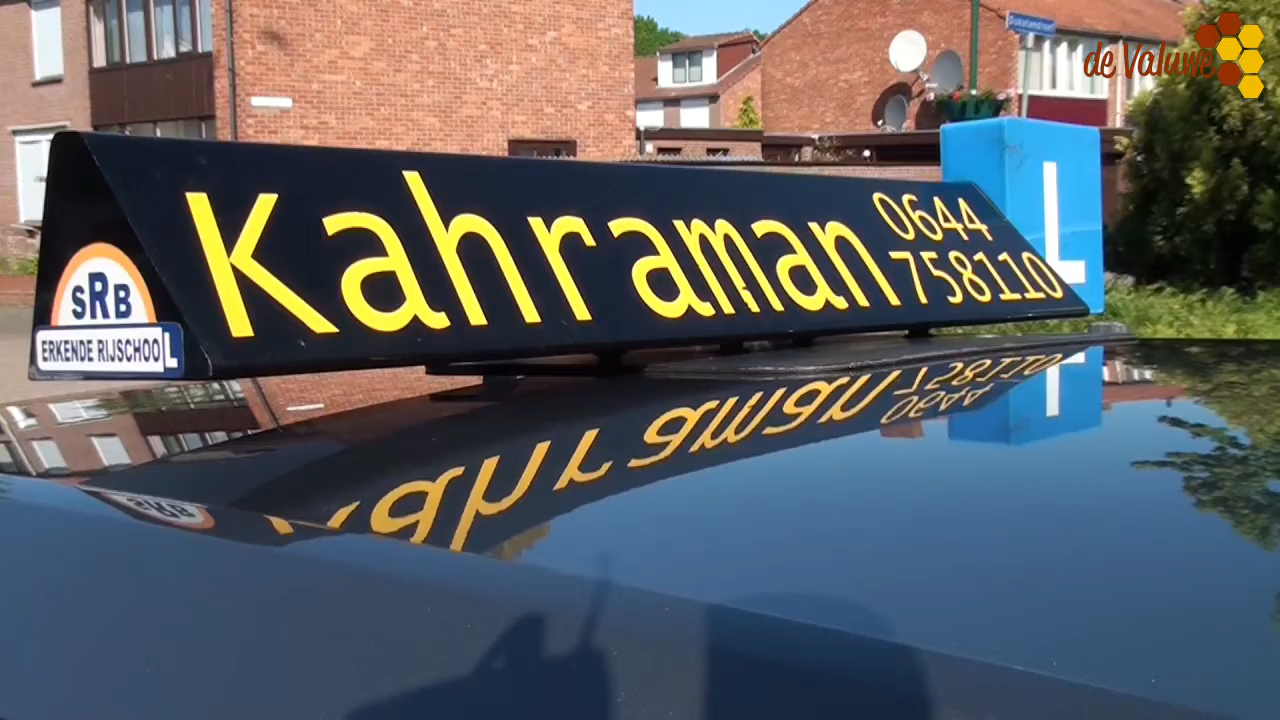 de Valuwe
Kahraman
0644
758110
L
SRB
ERKENDE RIJSCHOOL